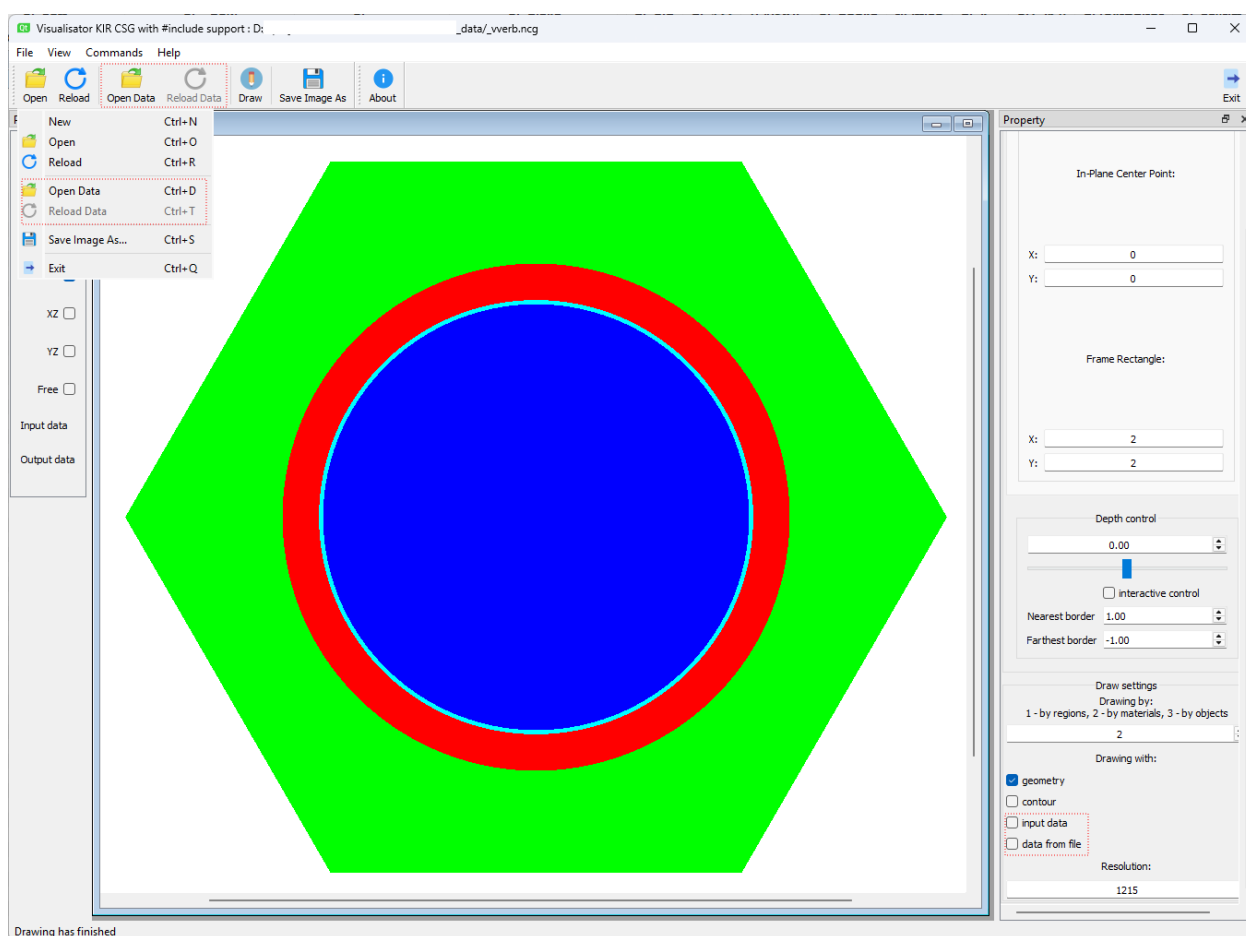 Visualisator KIR CSG with #include support : D: _data/_vverb.ncg
File View Commands Help
Open Reload Open Data Reload Data Draw Save Image As About Exit
New Ctrl+N
Open Ctrl+O
Reload Ctrl+R
Open Data Ctrl+D
Reload Data Ctrl+T
Save Image As... Ctrl+S
Exit Ctrl+Q
XZ
YZ
Free
Input data
Output data
Property
In-Plane Center Point:
X: 0
Y: 0
Frame Rectangle:
X: 2
Y: 2
Depth control
0.00
interactive control
Nearest border 1.00
Farthest border -1.00
Draw settings
Drawing by:
1 - by regions, 2 - by materials, 3 - by objects
2
Drawing with:
geometry
contour
input data
data from file
Resolution:
1215
Drawing has finished